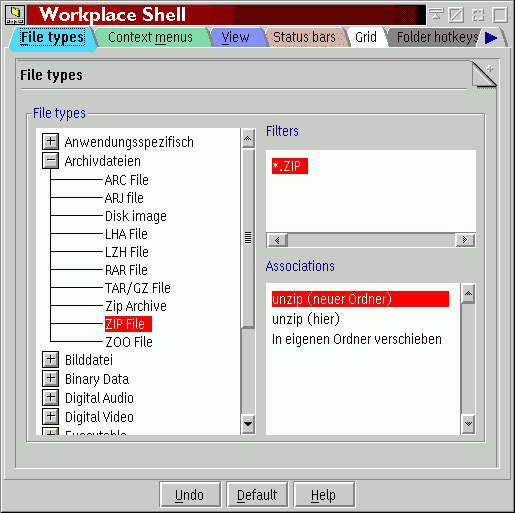 Workplace Shell
File types
Context menus
View
Status bars
Grid
Folder hotkeys
File types
File types
Anwendungsspezifisch
Archivdateien
ARC File
ARJ file
Disk image
LHA File
LZH File
RAR File
TAR/GZ File
Zip Archive
ZIP File
ZOO File
Bilddatei
Binary Data
Digital Audio
Digital Video
Executable
Filters
*.ZIP
Associations
unzip (neuer Ordner)
unzip (hier)
In eigenen Ordner verschieben
Undo
Default
Help